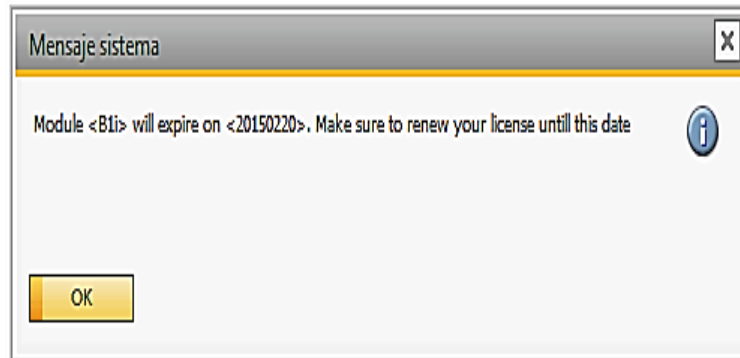 Mensaje sistema
Module <B1i> will expire on <20150220>. Make sure to renew your license untill this date
OK